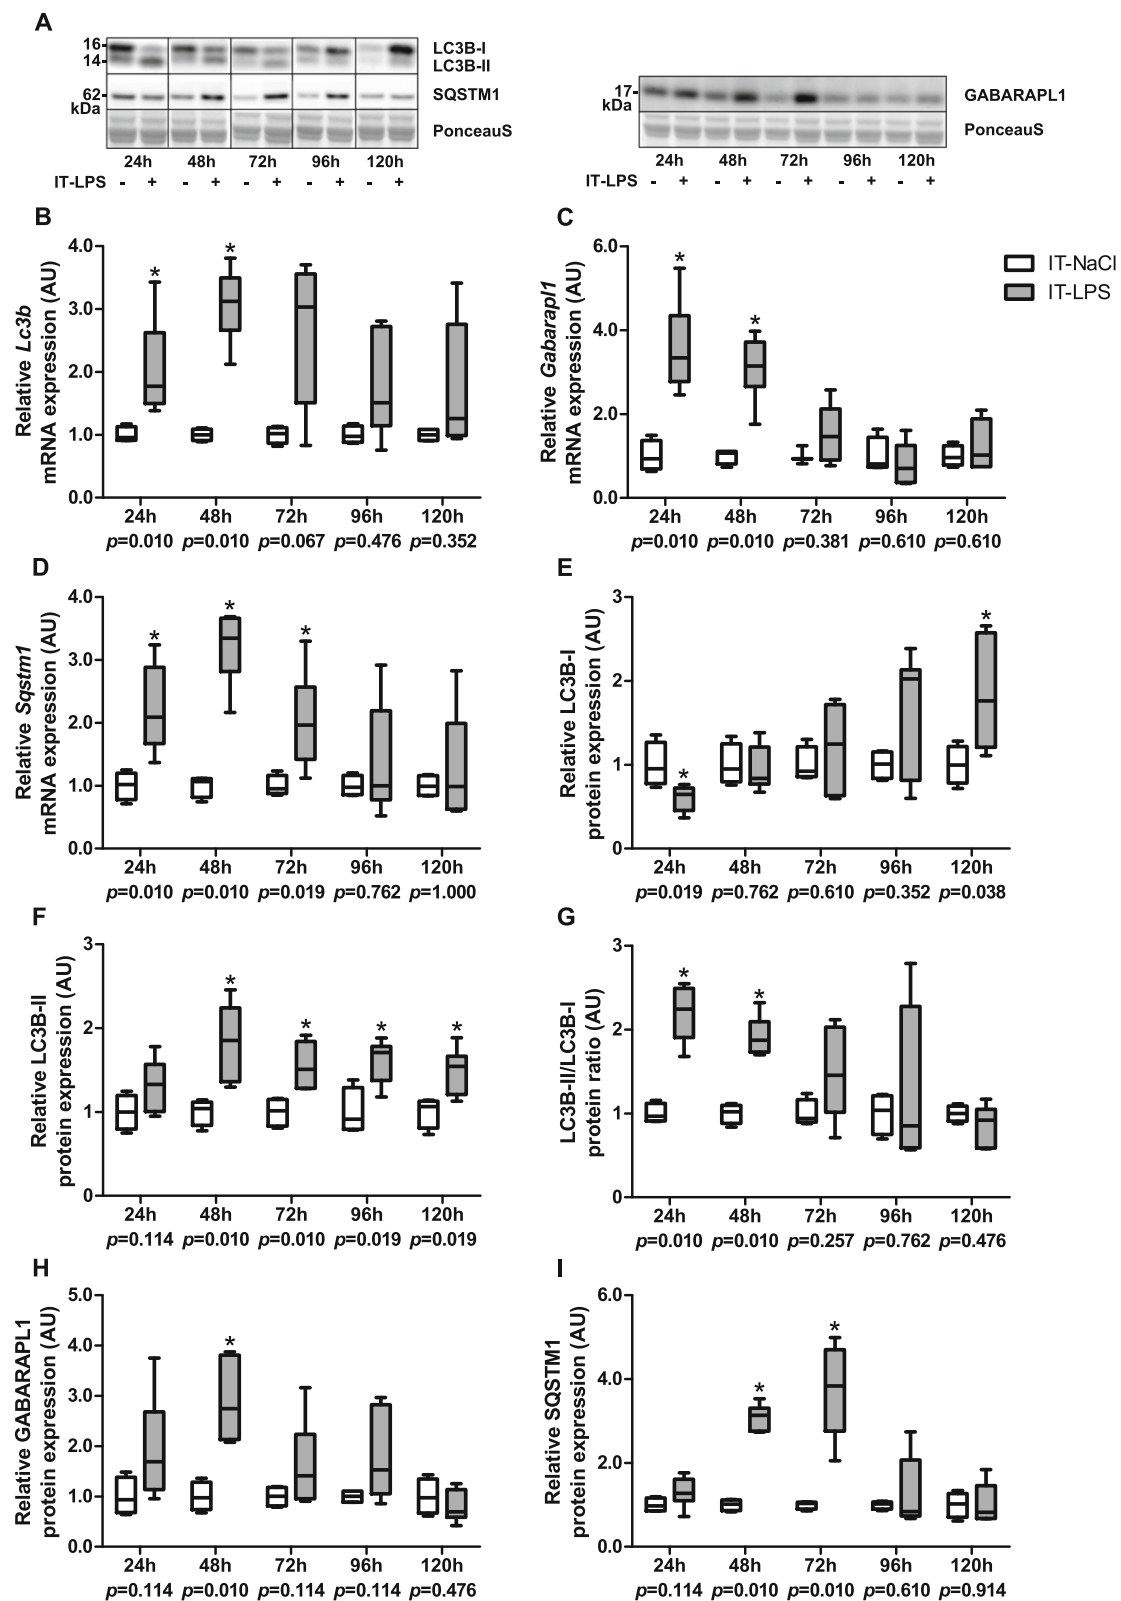 A
16
14
LC3B-I
LC3B-II
62
kDa
SQSTM1
PonceauS
24h 48h 72h 96h 120h
IT-LPS - + - + - + - + - +
17
kDa
GABARAPL1
PonceauS
24h 48h 72h 96h 120h
IT-LPS - + - + - + - + - +
B
Relative Lc3b
mRNA expression (AU)
4.0
3.0
2.0
1.0
0.0
* *
24h 48h 72h 96h 120h
p=0.010 p=0.010 p=0.067 p=0.476 p=0.352
C
Relative Gabarapl1
mRNA expression (AU)
6.0
4.0
2.0
0.0
* *
24h 48h 72h 96h 120h
p=0.010 p=0.010 p=0.381 p=0.610 p=0.610
IT-NaCl
IT-LPS
D
Relative Sqstm1
mRNA expression (AU)
4.0
3.0
2.0
1.0
0.0
* * *
24h 48h 72h 96h 120h
p=0.010 p=0.010 p=0.019 p=0.762 p=1.000
E
Relative LC3B-I
protein expression (AU)
3
2
1
0
* *
24h 48h 72h 96h 120h
p=0.019 p=0.762 p=0.610 p=0.352 p=0.038
F
Relative LC3B-II
protein expression (AU)
3
2
1
0
* * * *
24h 48h 72h 96h 120h
p=0.114 p=0.010 p=0.010 p=0.019 p=0.019
G
LC3B-II/LC3B-I
protein ratio (AU)
3
2
1
0
* *
24h 48h 72h 96h 120h
p=0.010 p=0.010 p=0.257 p=0.762 p=0.476
H
Relative GABARAPL1
protein expression (AU)
5.0
4.0
3.0
2.0
1.0
0.0
*
24h 48h 72h 96h 120h
p=0.114 p=0.010 p=0.114 p=0.114 p=0.476
I
Relative SQSTM1
protein expression (AU)
6.0
4.0
2.0
0.0
* *
24h 48h 72h 96h 120h
p=0.114 p=0.010 p=0.010 p=0.610 p=0.914